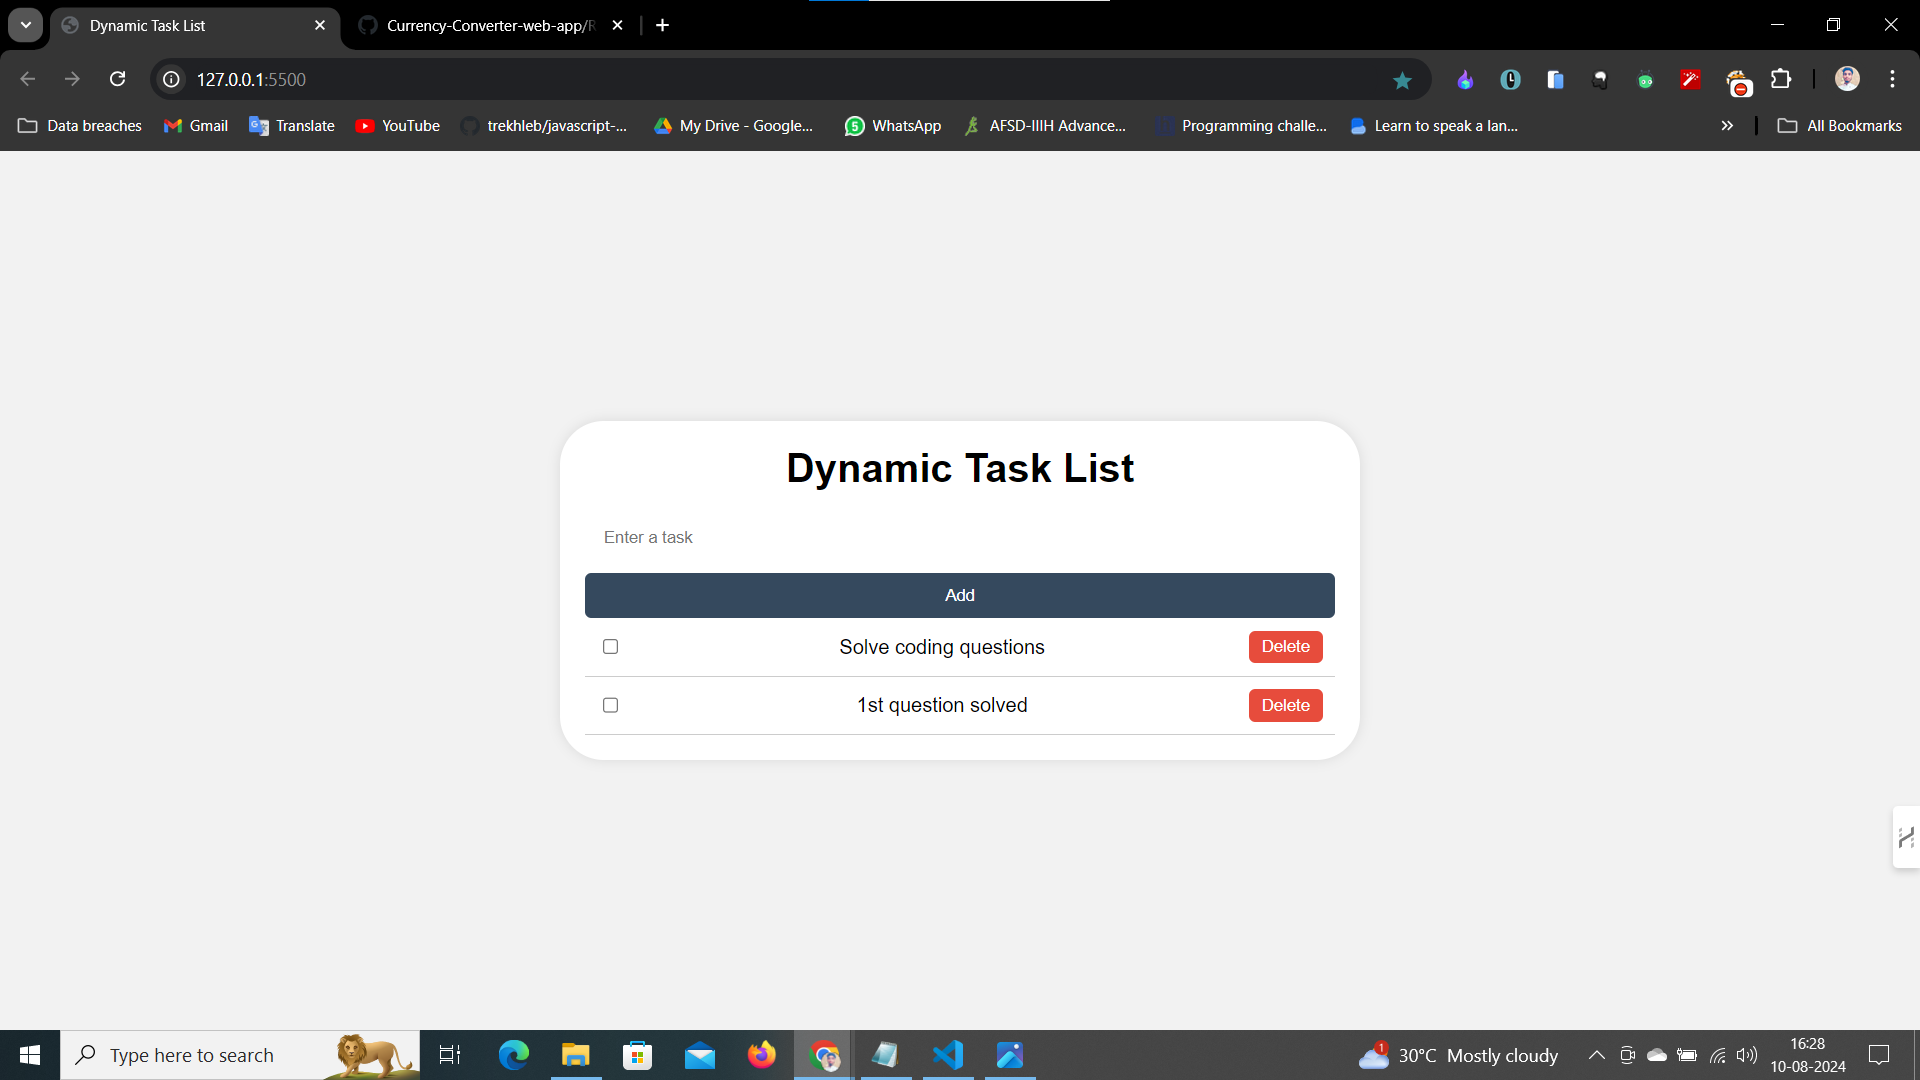 Dynamic Task List
Currency-Converter-web-app/R
127.0.0.1:5500
Data breaches Gmail Translate YouTube trekhleb/javascript-... My Drive - Google... WhatsApp AFSD-IIIH Advance... Programming challe... Learn to speak a lan... » All Bookmarks
Dynamic Task List
Enter a task
Add
Solve coding questions Delete
1st question solved Delete
Type here to search
1 30°C Mostly cloudy
16:28
10-08-2024